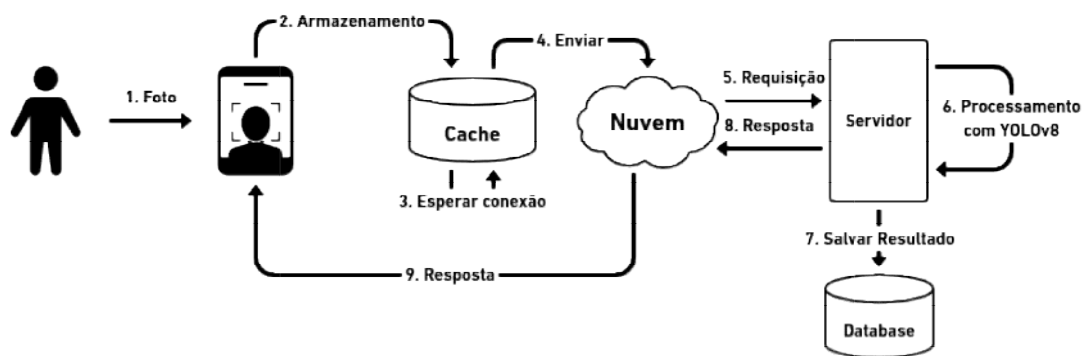 1. Foto
2. Armazenamento
Cache
3. Esperar conexão
4. Enviar
Nuvem
5. Requisição
8. Resposta
Servidor
6. Processamento
com YOLOv8
7. Salvar Resultado
Database
9. Resposta